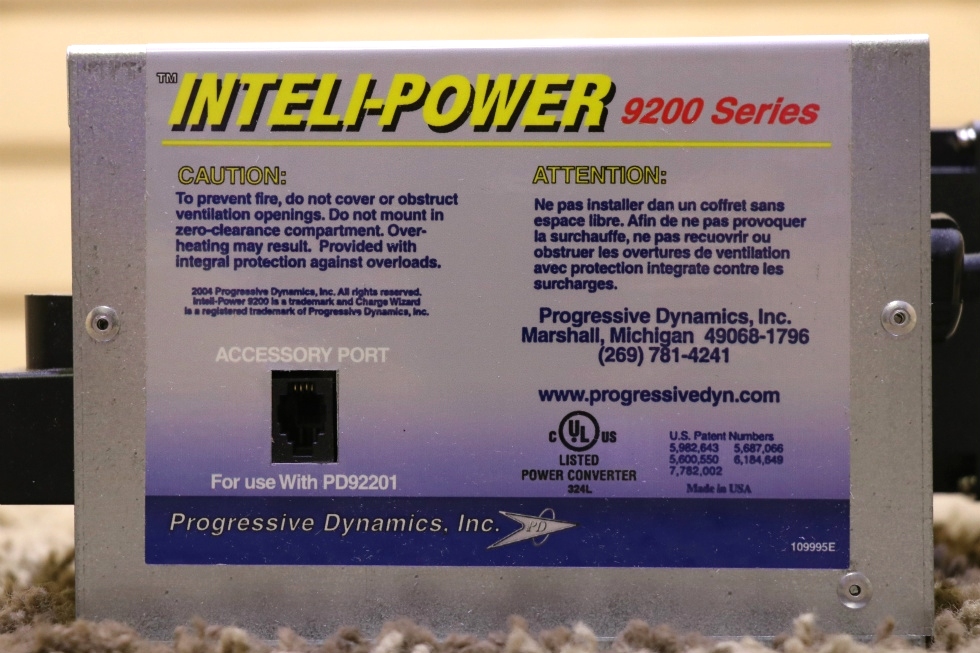 ™INTELI-POWER 9200 Series
CAUTION:
To prevent fire, do not cover or obstruct
ventilation openings. Do not mount in
zero-clearance compartment. Over-
heating may result. Provided with
integral protection against overloads.
2004 Progressive Dynamics, Inc. All rights reserved.
Inteli-Power 9200 is a trademark and Charge Wizard
is a registered trademark of Progressive Dynamics, Inc.
ACCESSORY PORT
For use With PD92201
ATTENTION:
Ne pas installer dan un coffret sans
espace libre. Afin de ne pas provoquer
la surchauffe, ne pas recuovrir ou
obstruer les overtures de ventilation
avec protection integrate contre les
surcharges.
Progressive Dynamics, Inc.
Marshall, Michigan 49068-1796
(269) 781-4241
www.progressivedyn.com
C UL US
LISTED
POWER CONVERTER
324L
U.S. Patent Numbers
5,982,643 5,687,066
5,600,550 6,184,649
7,782,002
Made in USA
Progressive Dynamics, Inc. PD
109995E